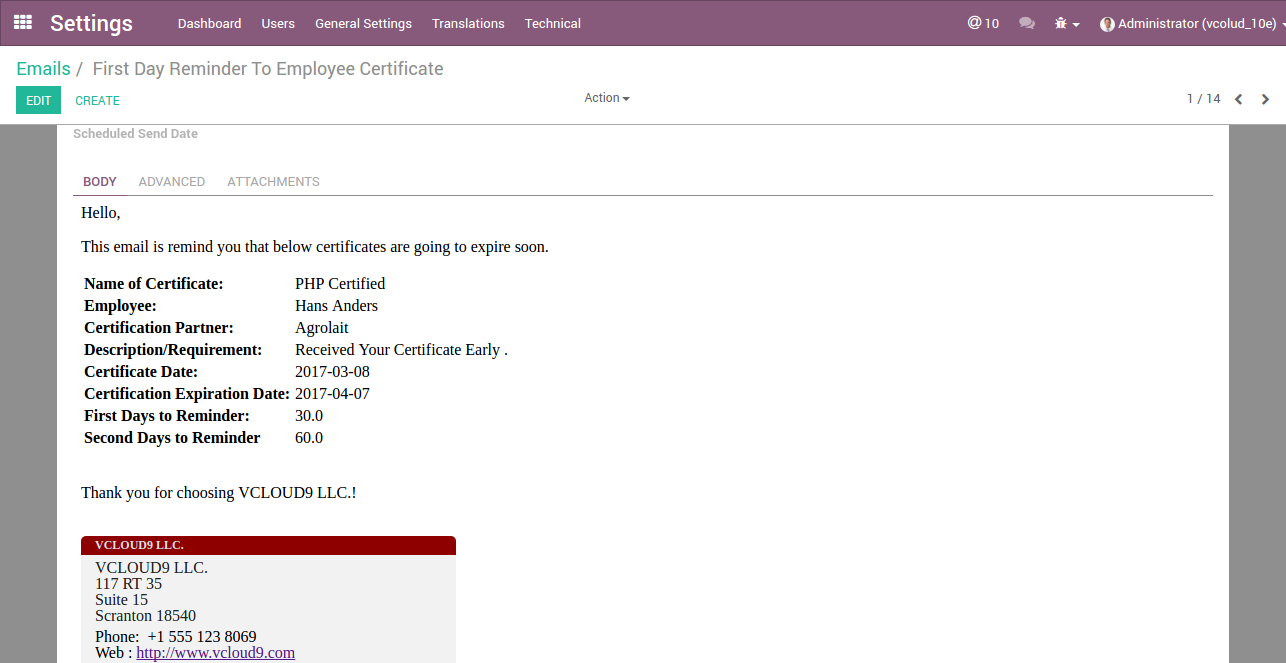 Settings Dashboard Users General Settings Translations Technical @ 10 Administrator (vcolud_10e)
Emails / First Day Reminder To Employee Certificate
EDIT CREATE Action 1 / 14
Scheduled Send Date
BODY ADVANCED ATTACHMENTS
Hello,
This email is remind you that below certificates are going to expire soon.
Name of Certificate: PHP Certified
Employee: Hans Anders
Certification Partner: Agrolait
Description/Requirement: Received Your Certificate Early .
Certificate Date: 2017-03-08
Certification Expiration Date: 2017-04-07
First Days to Reminder: 30.0
Second Days to Reminder 60.0
Thank you for choosing VCLOUD9 LLC.!
VCLOUD9 LLC.
VCLOUD9 LLC.
117 RT 35
Suite 15
Scranton 18540
Phone: +1 555 123 8069
Web : http://www.vcloud9.com